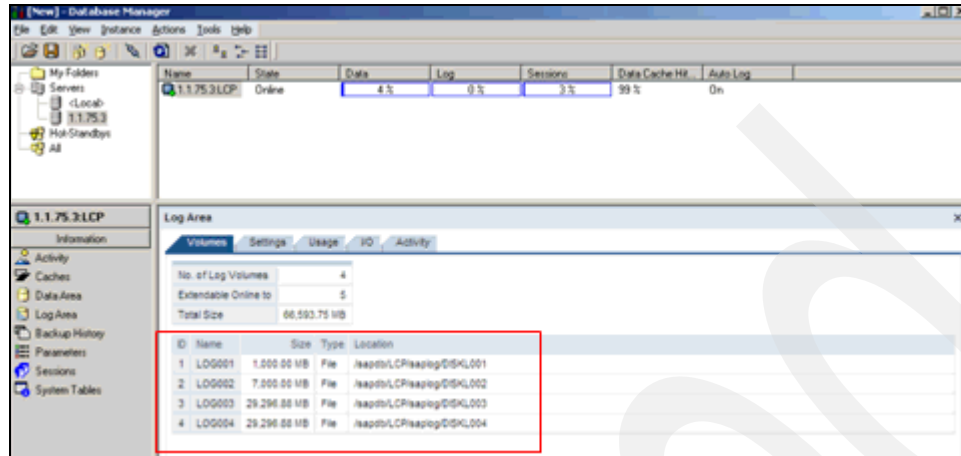 [New] - Database Manager
File Edit View Instance Actions Tools Help
My Folders
Servers
<Local>
1.1.75.3
Hot-Standbys
All
Name State Data Log Sessions Data Cache Hit... Auto Log
1.1.75.3:LCP Online 4 % 0 % 3 % 99 % On
1.1.75.3:LCP
Information
Activity
Caches
Data Area
Log Area
Backup History
Parameters
Sessions
System Tables
Log Area
Volumes Settings Usage I/O Activity
No. of Log Volumes 4
Extendable Online to 5
Total Size 66,593.75 MB
ID Name Size Type Location
1 LOG001 1,000.00 MB File /sapdb/LCP/saplog/DISKL001
2 LOG002 7,000.00 MB File /sapdb/LCP/saplog/DISKL002
3 LOG003 29,296.88 MB File /sapdb/LCP/saplog/DISKL003
4 LOG004 29,296.88 MB File /sapdb/LCP/saplog/DISKL004